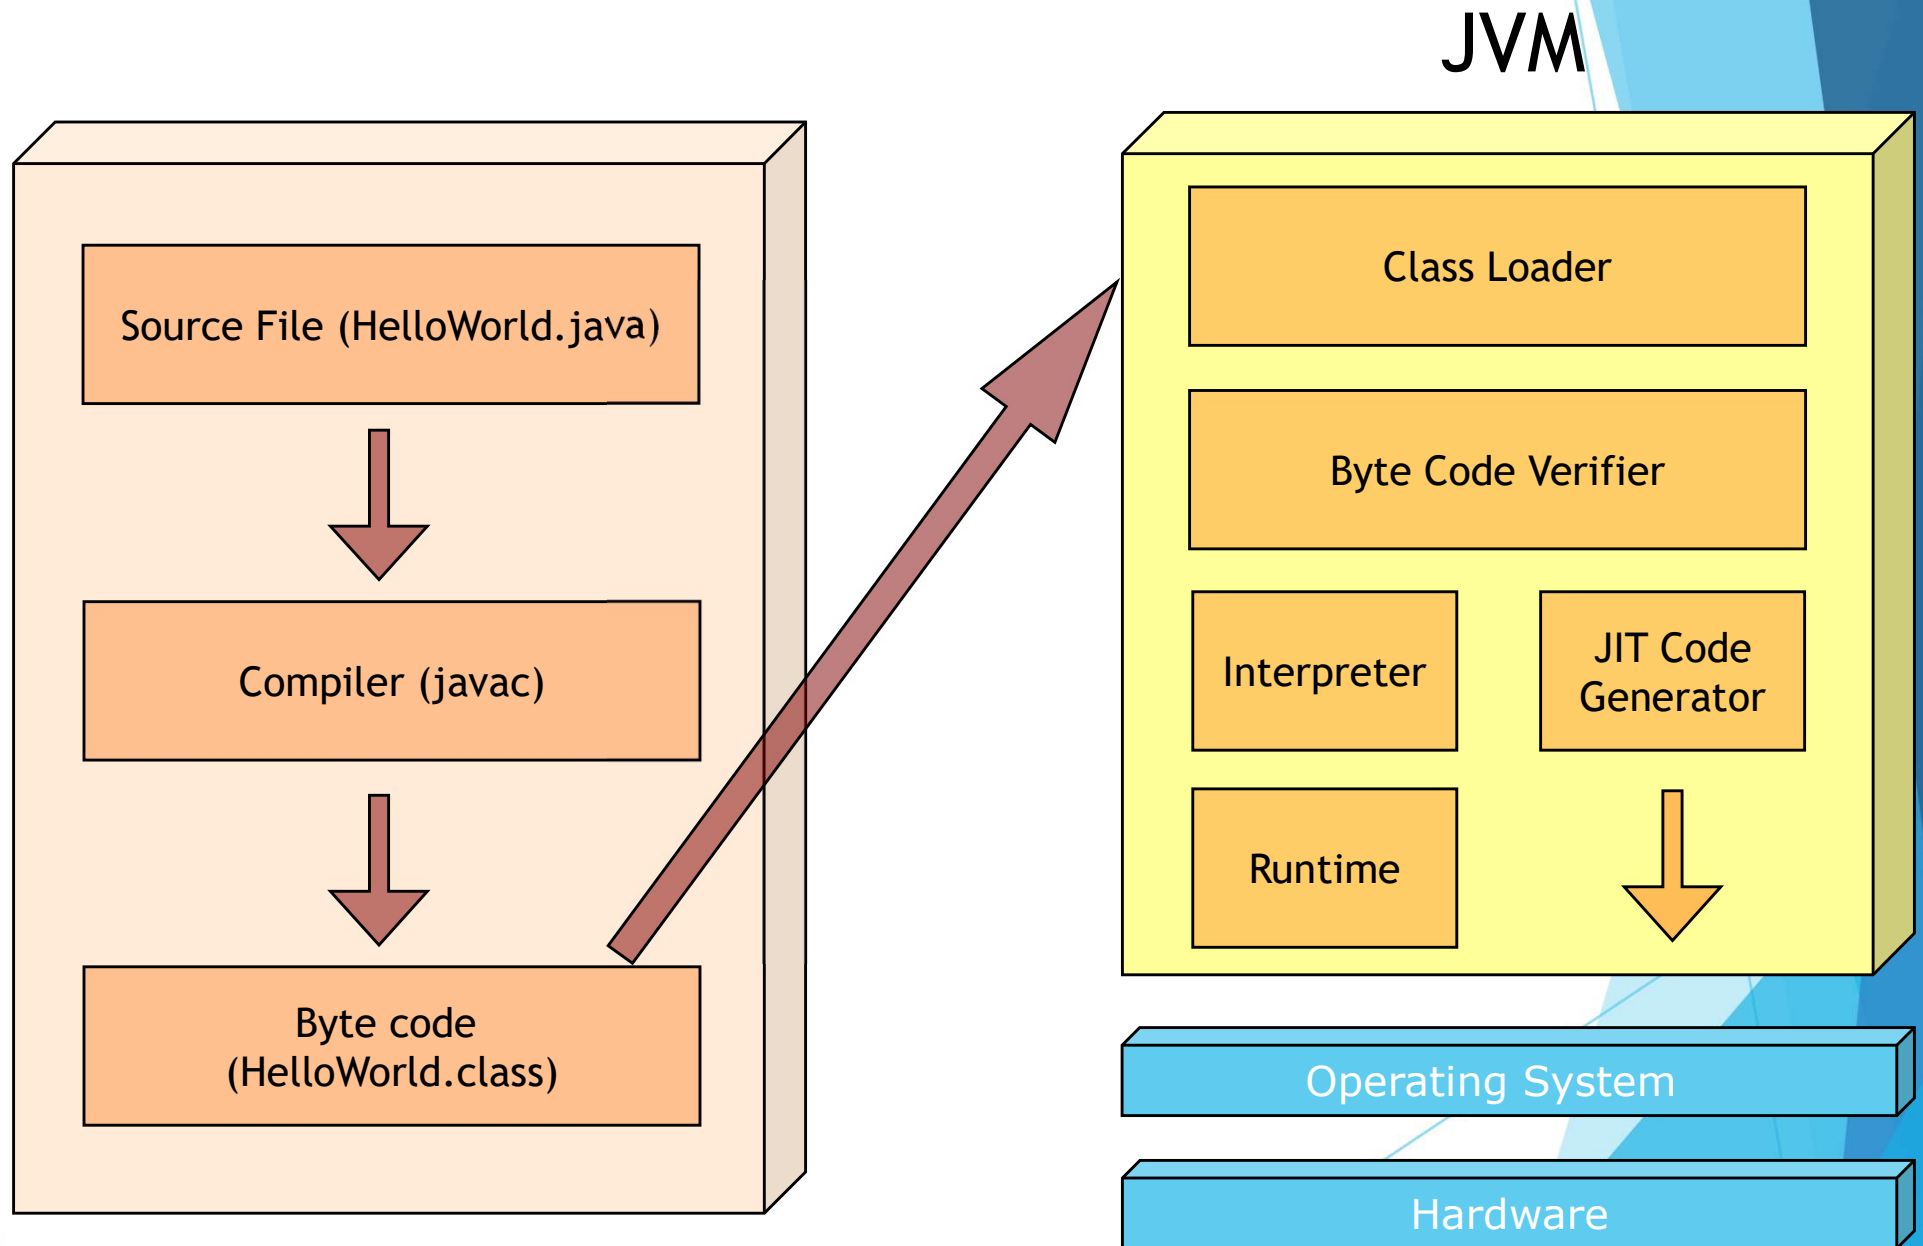 JVM
Source File (HelloWorld.java)
Compiler (javac)
Byte code
(HelloWorld.class)
Class Loader
Byte Code Verifier
Interpreter
JIT Code
Generator
Runtime
Operating System
Hardware